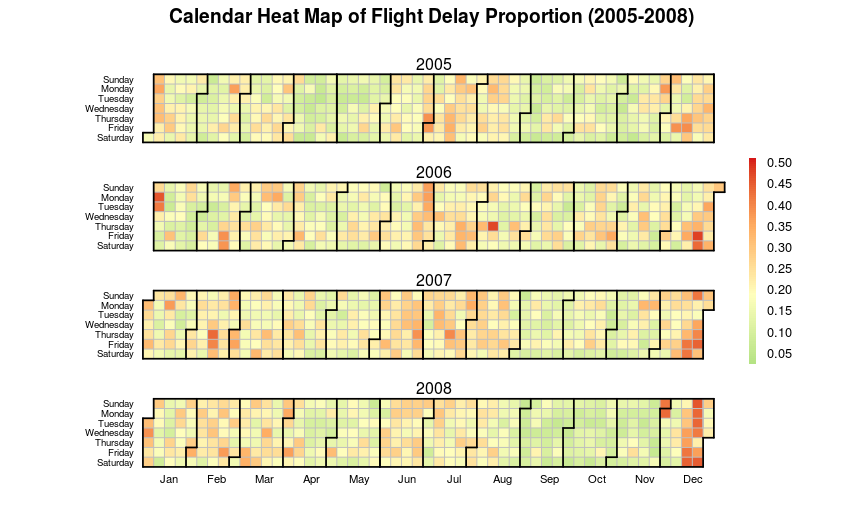 Calendar Heat Map of Flight Delay Proportion (2005-2008)
2005
Sunday
Monday
Tuesday
Wednesday
Thursday
Friday
Saturday
2006
Sunday
Monday
Tuesday
Wednesday
Thursday
Friday
Saturday
2007
Sunday
Monday
Tuesday
Wednesday
Thursday
Friday
Saturday
2008
Sunday
Monday
Tuesday
Wednesday
Thursday
Friday
Saturday
Jan Feb Mar Apr May Jun Jul Aug Sep Oct Nov Dec
0.50
0.45
0.40
0.35
0.30
0.25
0.20
0.15
0.10
0.05